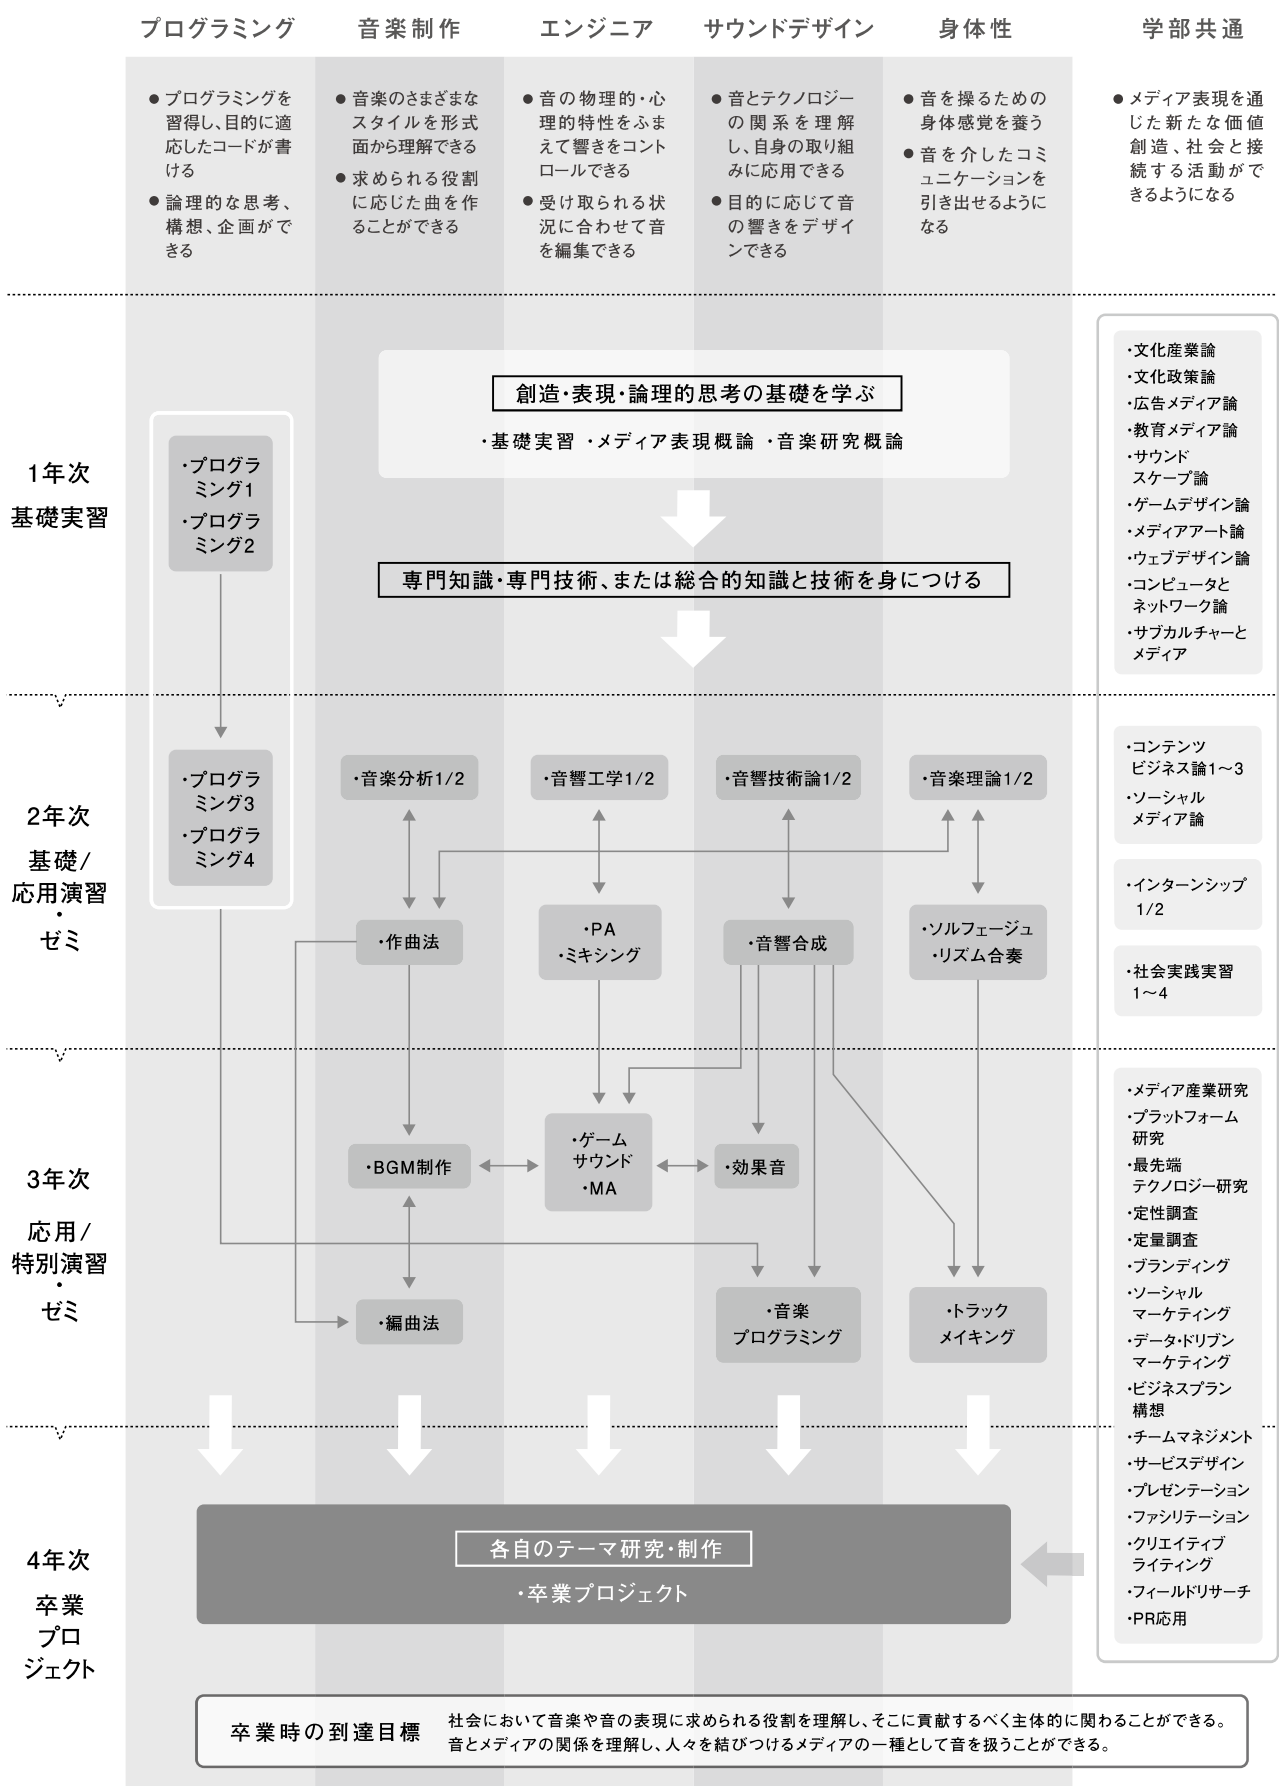 プログラミング
音楽制作
エンジニア
サウンドデザイン
身体性
学部共通
● プログラミングを
習得し、目的に適
応したコードが書
ける
● 論理的な思考、
構想、企画がで
きる
● 音楽のさまざまな
スタイルを形式
面から理解できる
● 求められる役割
に応じた曲を作
ることができる
● 音の物理的・心
理的特性をふま
えて響きをコント
ロールできる
● 受け取られる状
況に合わせて音
を編集できる
● 音とテクノロジー
の関系を理解
し、自身の取り組
みに応用できる
● 目的に応じて音
の響きをデザイ
ンできる
● 音を操るための
身体感覚を養う
● 音を介したコミ
ュニケーションを
引き出せるように
なる
● メディア表現を通
じた新たな価値
創造、社会と接
続する活動がで
きるようになる
1年次
基礎実習
・プログラ
ミング1
・プログラ
ミング2
創造・表現・論理的思考の基礎を学ぶ
・基礎実習 ・メディア表現概論 ・音楽研究概論
専門知識・専門技術、または総合的知識と技術を身につける
・文化産業論
・文化政策論
・広告メディア論
・教育メディア論
・サウンド
スケープ論
・ゲームデザイン論
・メディアアート論
・ウェブデザイン論
・コンピュータと
ネットワーク論
・サブカルチャーと
メディア
2年次
基礎/
応用演習
・
ゼミ
・プログラ
ミング3
・プログラ
ミング4
・音楽分析1/2
・音響工学1/2
・音響技術論1/2
・音楽理論1/2
・作曲法
・PA
・ミキシング
・音響合成
・ソルフェージュ
・リズム合奏
・コンテンツ
ビジネス論1〜3
・ソーシャル
メディア論
・インターンシップ
1/2
・社会実践実習
1〜4
3年次
応用/
特別演習
・
ゼミ
・BGM制作
・ゲーム
サウンド
・MA
・効果音
・編曲法
・音楽
プログラミング
・トラック
メイキング
・メディア産業研究
・プラットフォーム
研究
・最先端
テクノロジー研究
・定性調査
・定量調査
・ブランディング
・ソーシャル
マーケティング
・データ・ドリブン
マーケティング
・ビジネスプラン
構想
・チームマネジメント
・サービスデザイン
・プレゼンテーション
・ファシリテーション
・クリエイティブ
ライティング
・フィールドリサーチ
・PR応用
4年次
卒業
プロ
ジェクト
各自のテーマ研究・制作
・卒業プロジェクト
卒業時の到達目標
社会において音楽や音の表現に求められる役割を理解し、そこに貢献するべく主体的に関わることができる。
音とメディアの関係を理解し、人々を結びつけるメディアの一種として音を扱うことができる。